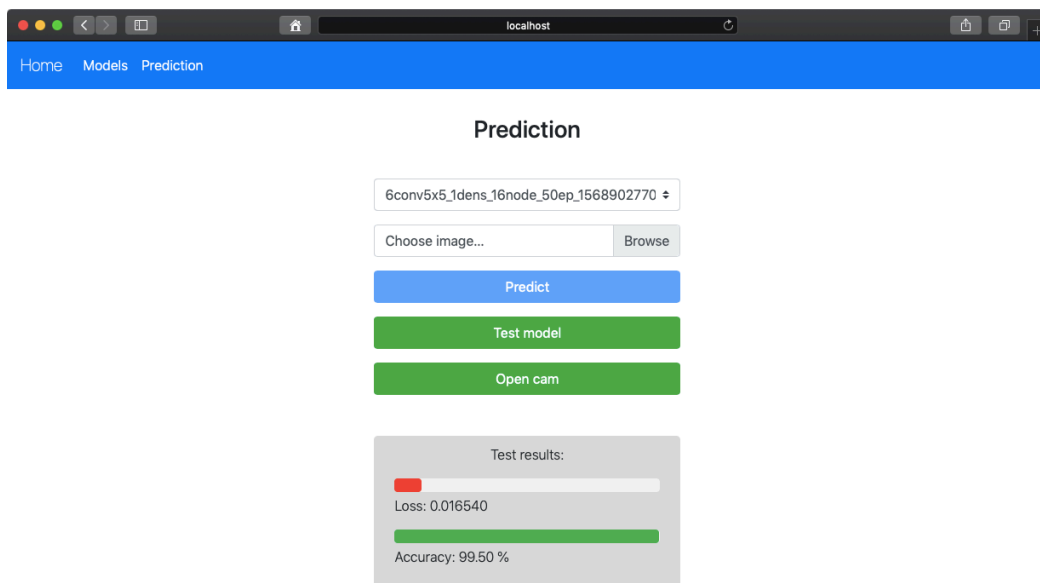 localhost
Home Models Prediction
Prediction
6conv5x5_1dens_16node_50ep_1568902770
Choose image... Browse
Predict
Test model
Open cam
Test results:
Loss: 0.016540
Accuracy: 99.50 %